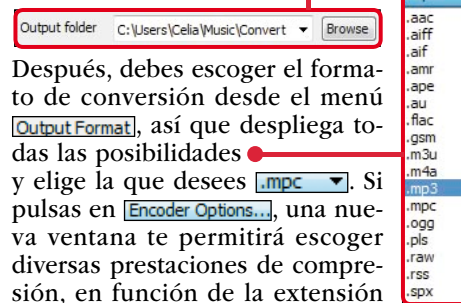 Output folder C:\Users\Celia\Music\Convert Browse
Después, debes escoger el forma-
to de conversión desde el menú
Output Format, así que despliega to-
das las posibilidades
y elige la que desees .mpc. Si
pulsas en Encoder Options..., una nue-
va ventana te permitirá escoger
diversas prestaciones de compre-
sión, en función de la extensión
.aac
.aiff
.aif
.amr
.ape
.au
.flac
.gsm
.m3u
.m4a
.mp3
.mpc
.ogg
.pls
.raw
.rss
.spx